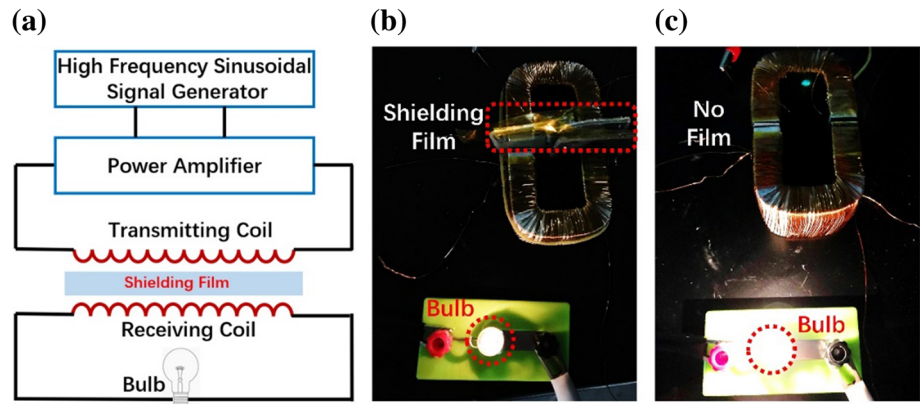 (a)
High Frequency Sinusoidal
Signal Generator
Power Amplifier
Transmitting Coil
Shielding Film
Receiving Coil
Bulb
(b)
Shielding
Film
Bulb
(c)
No
Film
Bulb